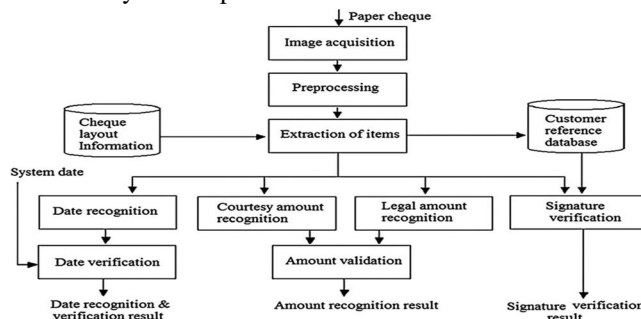 Paper cheque
Image acquisition
Preprocessing
Cheque
layout
Information
Extraction of items
Customer
reference
database
System date
Date recognition
Courtesy amount
recognition
Legal amount
recognition
Signature
verification
Date verification
Amount validation
Date recognition &
verification result
Amount recognition result
Signature verification
result